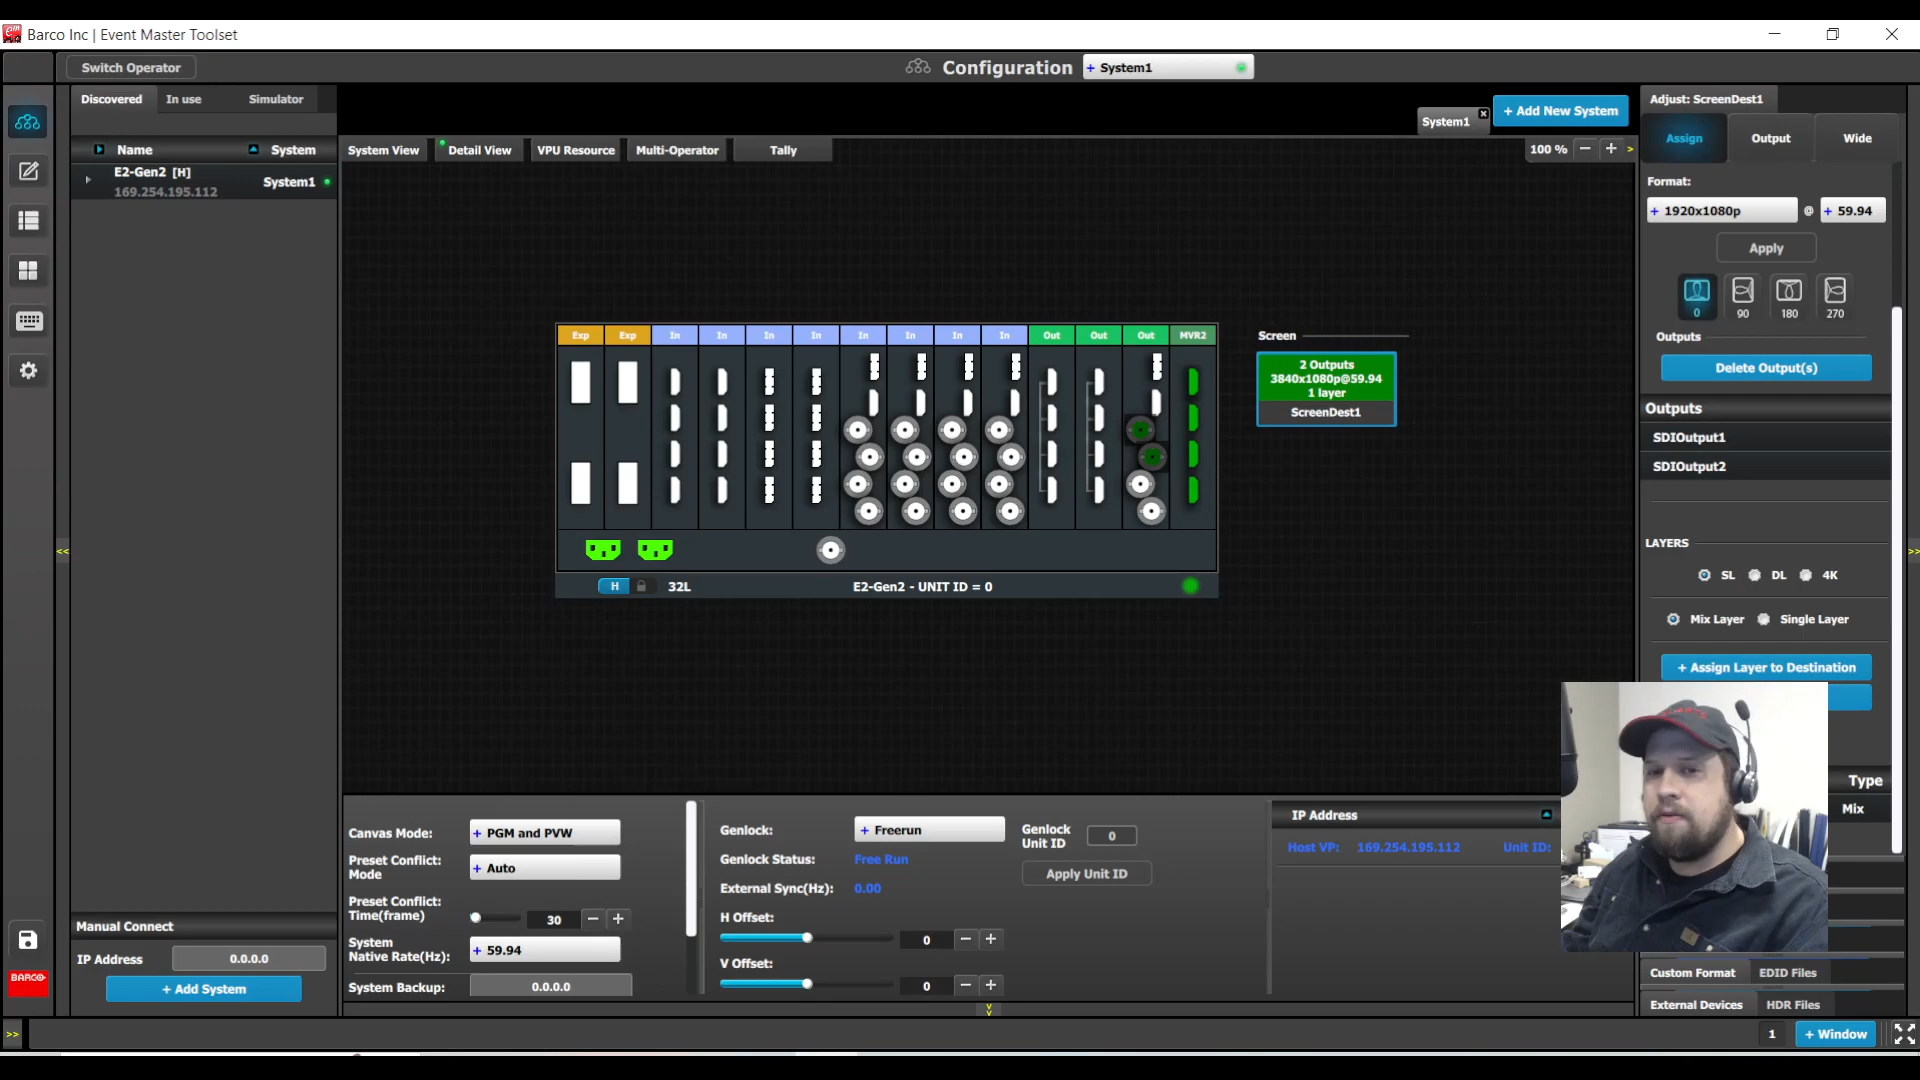 Barco Inc | Event Master Toolset
Switch Operator
Configuration
+ System1
Discovered
In use
Simulator
Name
System
E2-Gen2 [H]
169.254.195.112
System1
System1
+ Add New System
System View
Detail View
VPU Resource
Multi-Operator
Tally
100 %
Exp
Exp
In
In
In
In
In
In
In
In
Out
Out
Out
MVR2
H
32L
E2-Gen2 - UNIT ID = 0
Screen
2 Outputs
3840x1080p@59.94
1 layer
ScreenDest1
Adjust: ScreenDest1
Assign
Output
Wide
Format:
+ 1920x1080p
@
+ 59.94
Apply
0
90
180
270
Outputs
Delete Output(s)
Outputs
SDIOutput1
SDIOutput2
LAYERS
SL
DL
4K
Mix Layer
Single Layer
+ Assign Layer to Destination
Type
Mix
Custom Format
EDID Files
External Devices
HDR Files
Manual Connect
IP Address
0.0.0.0
+ Add System
BARCO
Canvas Mode:
+ PGM and PVW
Preset Conflict:
Mode
+ Auto
Preset Conflict:
Time(frame)
30
System
Native Rate(Hz):
+ 59.94
System Backup:
0.0.0.0
Genlock:
+ Freerun
Genlock Status:
Free Run
External Sync(Hz):
0.00
H Offset:
0
V Offset:
0
Genlock
Unit ID
0
Apply Unit ID
IP Address
Host VP:
169.254.195.112
Unit ID:
>>
1
+ Window